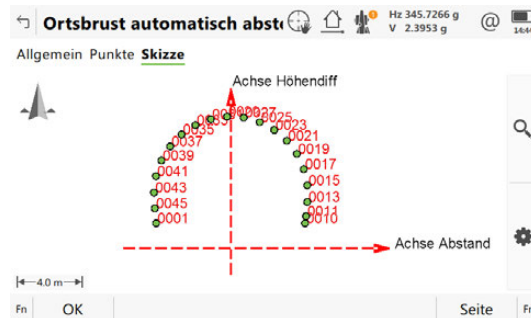 Ortsbrust automatisch abst
Hz 345.7266 g
V 2.3953 g
@
Allgemein Punkte Skizze
Achse Höhendiff
0027
0025
0035
0023
0021
0037
0019
0039
0017
0041
0015
0043
0013
0045
0011
0001
0010
Achse Abstand
4.0 m
Fn OK Seite